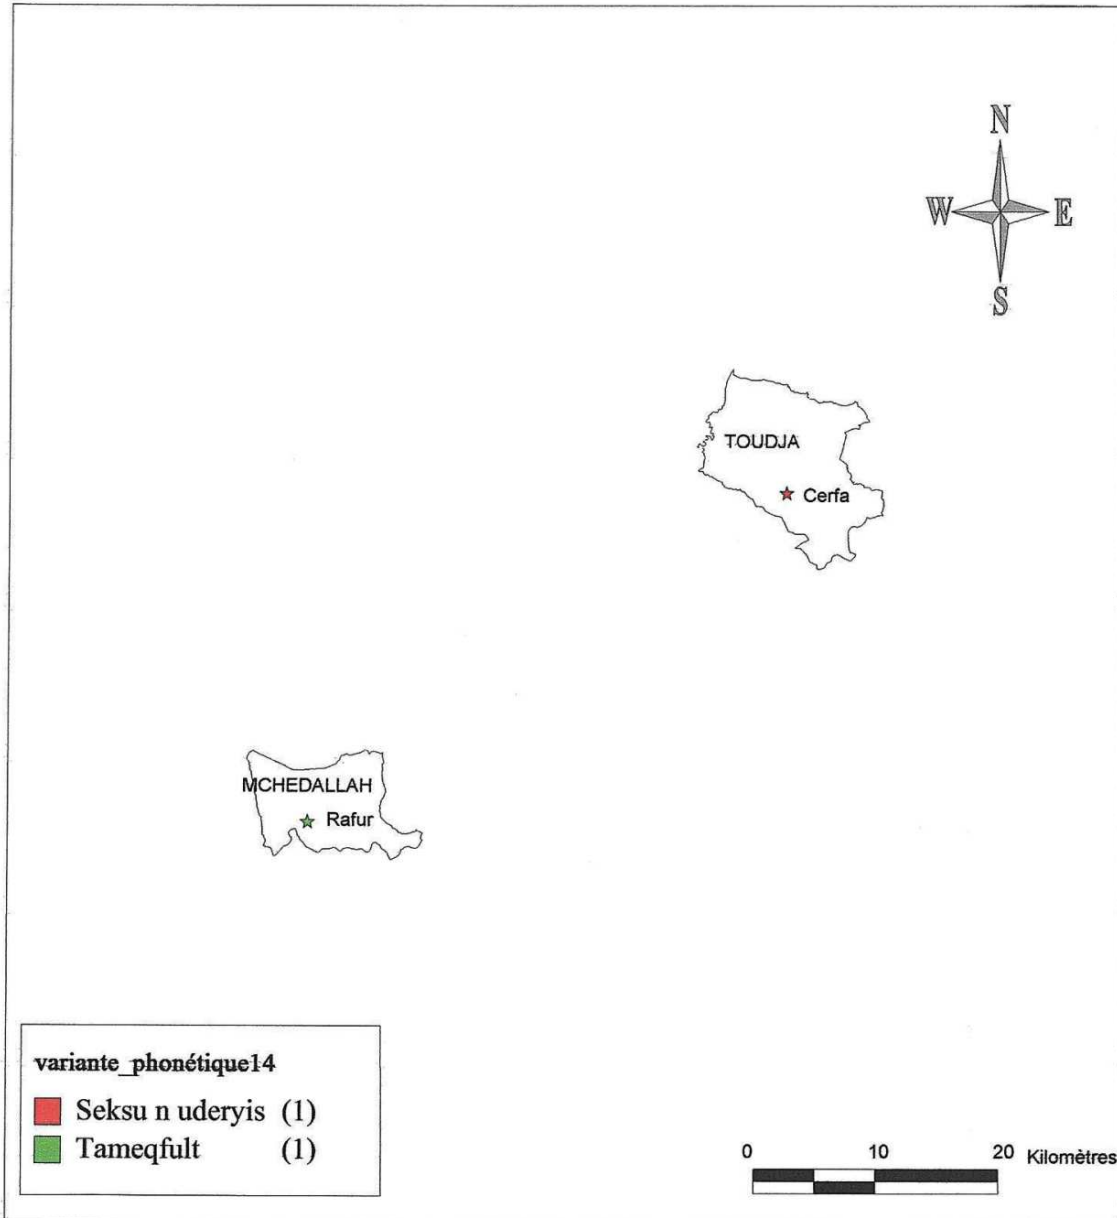 N
W E
S
TOUDJA
Cerfa
MCHEDALLAH
Rafur
variante_phonétique14
Seksu n uderyis (1)
Tameqfult (1)
0 10 20 Kilomètres